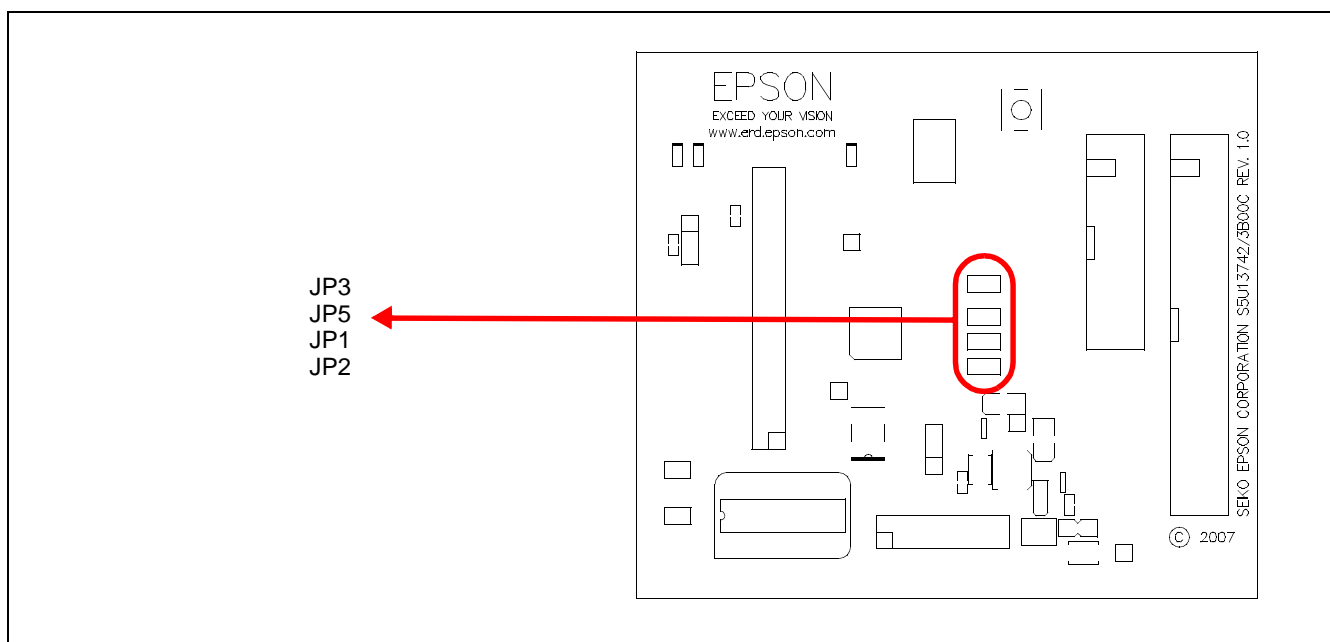 EPSON
EXCEED YOUR VISION
www.erd.epson.com
SEIKO EPSON CORPORATION S5U13742/3B00C REV. 1.0
JP3
JP5
JP1
JP2
© 2007